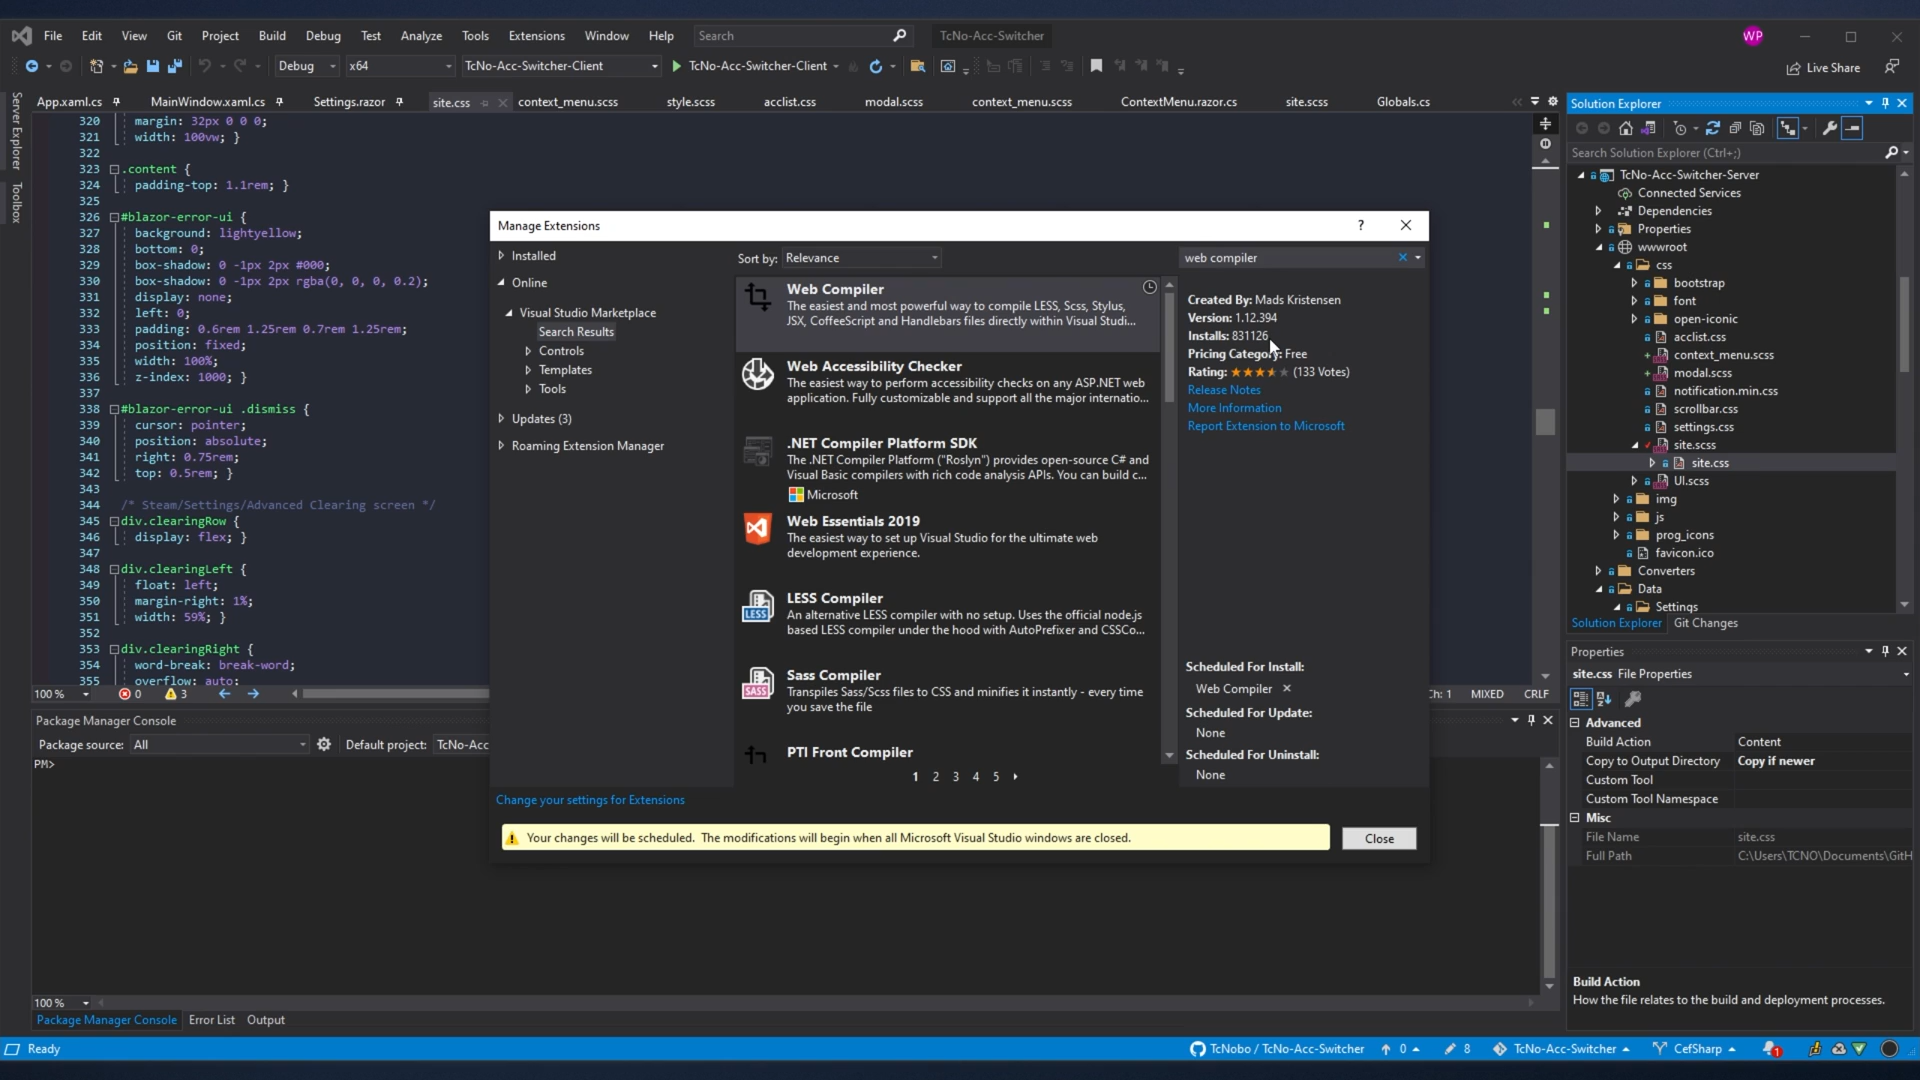 File Edit View Git Project Build Debug Test Analyze Tools Extensions Window Help Search TcNo-Acc-Switcher WP
Debug x64 TcNo-Acc-Switcher-Client TcNo-Acc-Switcher-Client Live Share
Server Explorer
Toolbox
App.xaml.cs MainWindow.xaml.cs Settings.razor site.css context_menu.scss style.scss acclist.css modal.scss context_menu.scss ContextMenu.razor.cs site.scss Globals.cs
320 margin: 32px 0 0 0;
321 width: 100vw; }
322
323 .content {
324 padding-top: 1.1rem; }
325
326 #blazor-error-ui {
327 background: lightyellow;
328 bottom: 0;
329 box-shadow: 0 -1px 2px #000;
330 box-shadow: 0 -1px 2px rgba(0, 0, 0, 0.2);
331 display: none;
332 left: 0;
333 padding: 0.6rem 1.25rem 0.7rem 1.25rem;
334 position: fixed;
335 width: 100%;
336 z-index: 1000; }
337
338 #blazor-error-ui .dismiss {
339 cursor: pointer;
340 position: absolute;
341 right: 0.75rem;
342 top: 0.5rem; }
343
344 /* Steam/Settings/Advanced Clearing screen */
345 div.clearingRow {
346 display: flex; }
347
348 div.clearingLeft {
349 float: left;
350 margin-right: 1%;
351 width: 59%; }
352
353 div.clearingRight {
354 word-break: break-word;
355 overflow: auto;
100 % 0 3
Ch: 1 MIXED CRLF
Manage Extensions ?
Installed
Online
Visual Studio Marketplace
Search Results
Controls
Templates
Tools
Updates (3)
Roaming Extension Manager
Change your settings for Extensions
Sort by: Relevance
web compiler
Web Compiler
The easiest and most powerful way to compile LESS, Scss, Stylus,
JSX, CoffeeScript and Handlebars files directly within Visual Studi...
Web Accessibility Checker
The easiest way to perform accessibility checks on any ASP.NET web
application. Fully customizable and support all the major internatio...
.NET Compiler Platform SDK
The .NET Compiler Platform ("Roslyn") provides open-source C# and
Visual Basic compilers with rich code analysis APIs. You can build c...
Microsoft
Web Essentials 2019
The easiest way to set up Visual Studio for the ultimate web
development experience.
LESS
LESS Compiler
An alternative LESS compiler with no setup. Uses the official node.js
based LESS compiler under the hood with AutoPrefixer and CSSCo...
SASS
Sass Compiler
Transpiles Sass/Scss files to CSS and minifies it instantly - every time
you save the file
PTI Front Compiler
1 2 3 4 5
Created By: Mads Kristensen
Version: 1.12.394
Installs: 831126
Pricing Category: Free
Rating: (133 Votes)
Release Notes
More Information
Report Extension to Microsoft
Scheduled For Install:
Web Compiler
Scheduled For Update:
None
Scheduled For Uninstall:
None
Your changes will be scheduled. The modifications will begin when all Microsoft Visual Studio windows are closed.
Close
Package Manager Console
Package source: All Default project: TcNo-Acc
PM>
100 %
Package Manager Console Error List Output
Solution Explorer
Search Solution Explorer (Ctrl+;)
TcNo-Acc-Switcher-Server
Connected Services
Dependencies
Properties
wwwroot
css
bootstrap
font
open-iconic
acclist.css
context_menu.scss
modal.scss
notification.min.css
scrollbar.css
settings.css
site.scss
site.css
UI.scss
img
js
prog_icons
favicon.ico
Converters
Data
Settings
Solution Explorer Git Changes
Properties
site.css File Properties
Advanced
Build Action Content
Copy to Output Directory Copy if newer
Custom Tool
Custom Tool Namespace
Misc
File Name site.css
Full Path C:\Users\TCNO\Documents\GitH
Build Action
How the file relates to the build and deployment processes.
Ready TcNobo / TcNo-Acc-Switcher 0 8 TcNo-Acc-Switcher CefSharp 1